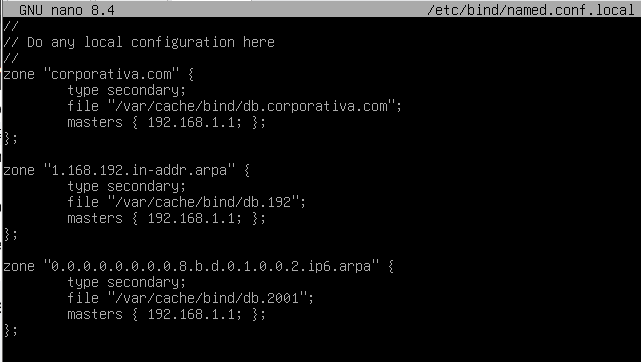 GNU nano 8.4 /etc/bind/named.conf.local
//
// Do any local configuration here
//
zone "corporativa.com" {
type secondary;
file "/var/cache/bind/db.corporativa.com";
masters { 192.168.1.1; };
};
zone "1.168.192.in-addr.arpa" {
type secondary;
file "/var/cache/bind/db.192";
masters { 192.168.1.1; };
};
zone "0.0.0.0.0.0.0.0.8.b.d.0.1.0.0.2.ip6.arpa" {
type secondary;
file "/var/cache/bind/db.2001";
masters { 192.168.1.1; };
};